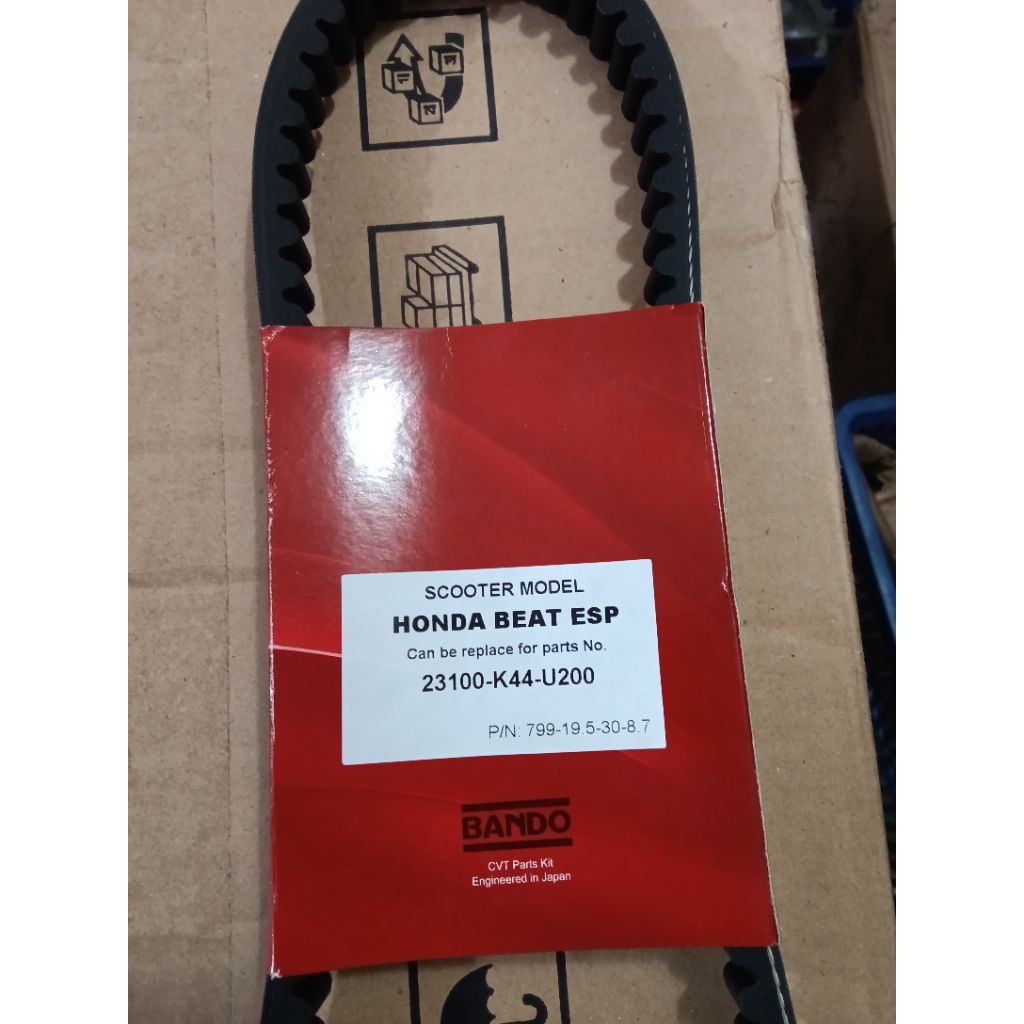 SCOOTER MODEL
HONDA BEAT ESP
Can be replace for parts No.
23100-K44-U200
P/N: 799-19.5-30-8.7
BANDO
CVT Parts Kit
Engineered in Japan